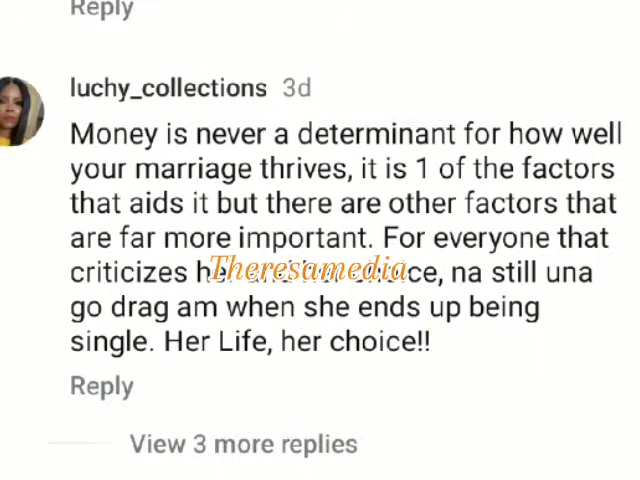 Reply
luchy_collections 3d
Money is never a determinant for how well
your marriage thrives, it is 1 of the factors
that aids it but there are other factors that
are far more important. For everyone that
criticizes
Theresamedia
na still una
go drag am when she ends up being
single. Her Life, her choice!!
Reply
View 3 more replies